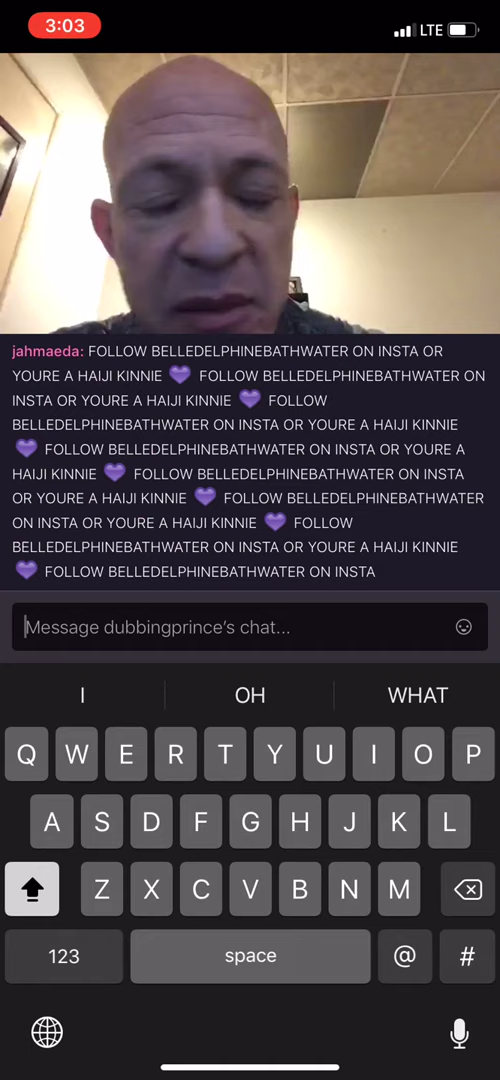 3:03
LTE
jahmaeda: FOLLOW BELLEDELPHINEBATHWATER ON INSTA OR
YOURE A HAIJI KINNIE 💜 FOLLOW BELLEDELPHINEBATHWATER ON
INSTA OR YOURE A HAIJI KINNIE 💜 FOLLOW
BELLEDELPHINEBATHWATER ON INSTA OR YOURE A HAIJI KINNIE
💜 FOLLOW BELLEDELPHINEBATHWATER ON INSTA OR YOURE A
HAIJI KINNIE 💜 FOLLOW BELLEDELPHINEBATHWATER ON INSTA
OR YOURE A HAIJI KINNIE 💜 FOLLOW BELLEDELPHINEBATHWATER
ON INSTA OR YOURE A HAIJI KINNIE 💜 FOLLOW
BELLEDELPHINEBATHWATER ON INSTA OR YOURE A HAIJI KINNIE
💜 FOLLOW BELLEDELPHINEBATHWATER ON INSTA
Message dubbingprince's chat...
I OH WHAT
Q W E R T Y U I O P
A S D F G H J K L
Z X C V B N M
123 space @ #